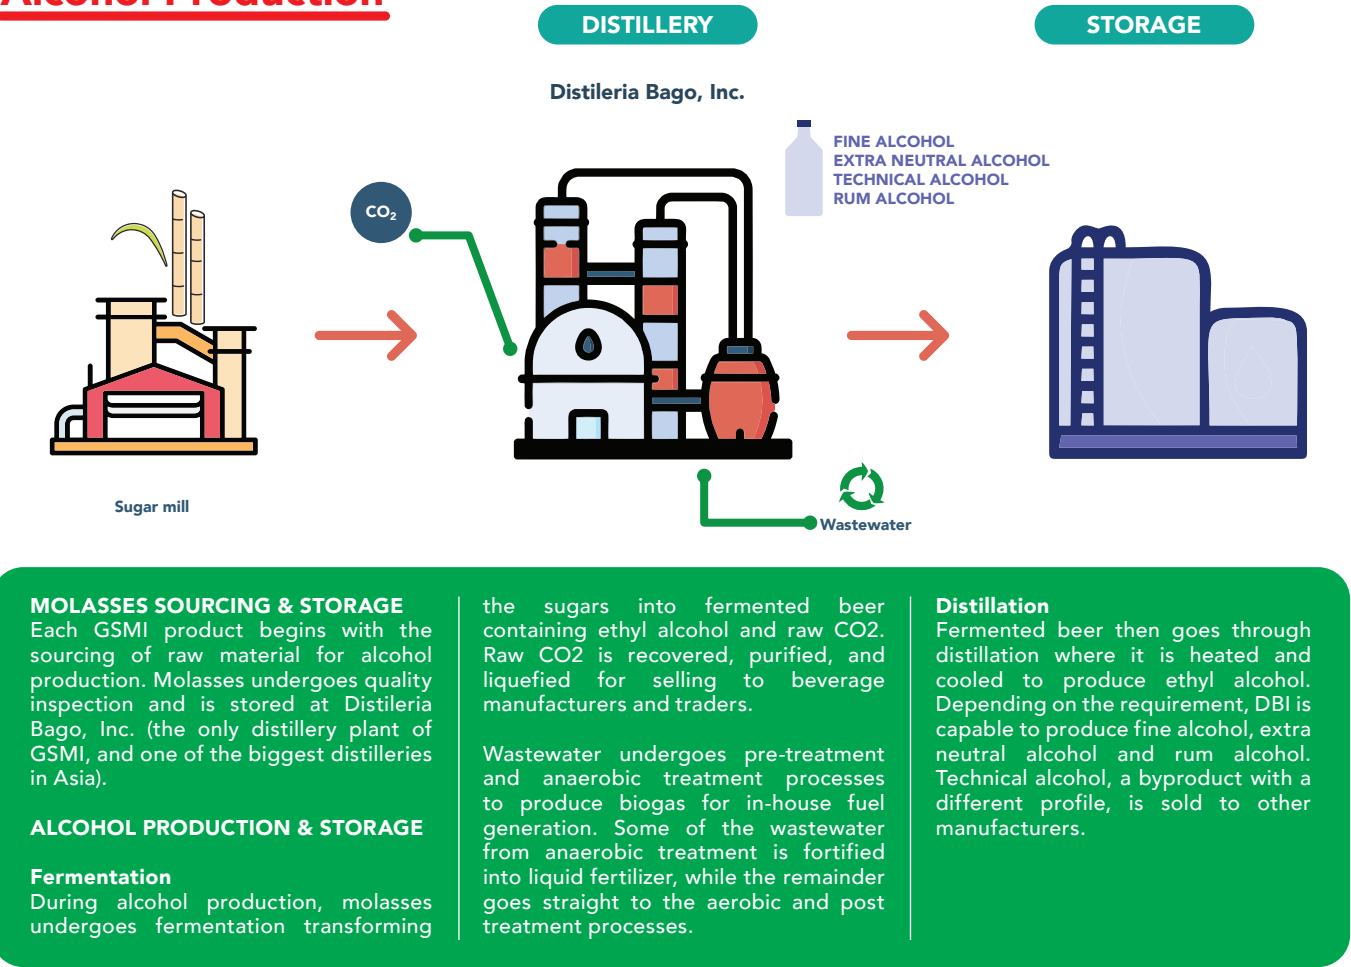 Alcohol Production
DISTILLERY
STORAGE
Distileria Bago, Inc.
FINE ALCOHOL
EXTRA NEUTRAL ALCOHOL
TECHNICAL ALCOHOL
RUM ALCOHOL
CO₂
Sugar mill
Wastewater
MOLASSES SOURCING & STORAGE
Each GSMI product begins with the
sourcing of raw material for alcohol
production. Molasses undergoes quality
inspection and is stored at Distileria
Bago, Inc. (the only distillery plant of
GSMI, and one of the biggest distilleries
in Asia).
ALCOHOL PRODUCTION & STORAGE
Fermentation
During alcohol production, molasses
undergoes fermentation transforming
the sugars into fermented beer
containing ethyl alcohol and raw CO2.
Raw CO2 is recovered, purified, and
liquefied for selling to beverage
manufacturers and traders.
Wastewater undergoes pre-treatment
and anaerobic treatment processes
to produce biogas for in-house fuel
generation. Some of the wastewater
from anaerobic treatment is fortified
into liquid fertilizer, while the remainder
goes straight to the aerobic and post
treatment processes.
Distillation
Fermented beer then goes through
distillation where it is heated and
cooled to produce ethyl alcohol.
Depending on the requirement, DBI is
capable to produce fine alcohol, extra
neutral alcohol and rum alcohol.
Technical alcohol, a byproduct with a
different profile, is sold to other
manufacturers.